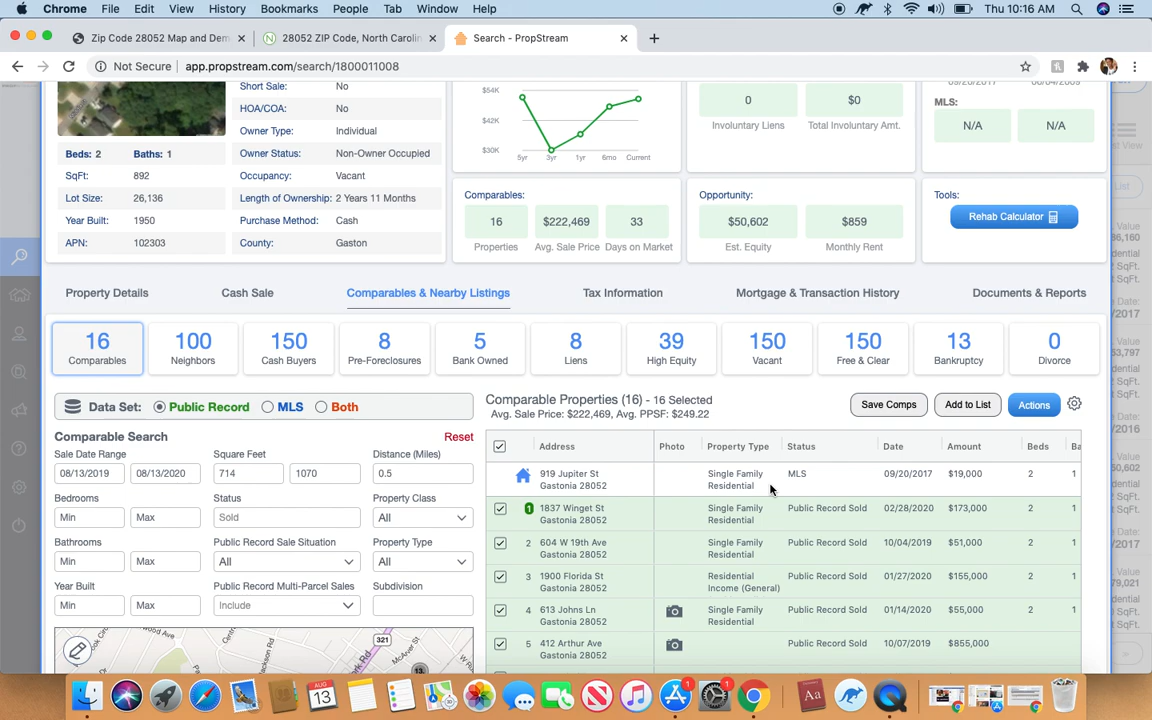 Chrome File Edit View History Bookmarks People Tab Window Help Thu 10:16 AM
Zip Code 28052 Map and Dem × 28052 ZIP Code, North Carolin × Search - PropStream × +
Not Secure app.propstream.com/search/1800011008
Short Sale: No
HOA/COA: No
Owner Type: Individual
Owner Status: Non-Owner Occupied
Occupancy: Vacant
Length of Ownership: 2 Years 11 Months
Purchase Method: Cash
County: Gaston
Beds: 2 Baths: 1
SqFt: 892
Lot Size: 26,136
Year Built: 1950
APN: 102303
$54K
$42K
$30K
5yr 3yr 1yr 6mo Current
0 $0
Involuntary Liens Total Involuntary Amt.
MLS:
N/A N/A
Comparables:
16 $222,469 33
Properties Avg. Sale Price Days on Market
Opportunity:
$50,602 $859
Est. Equity Monthly Rent
Tools:
Rehab Calculator
Property Details Cash Sale Comparables & Nearby Listings Tax Information Mortgage & Transaction History Documents & Reports
16 100 150 8 5 8 39 150 150 13 0
Comparables Neighbors Cash Buyers Pre-Foreclosures Bank Owned Liens High Equity Vacant Free & Clear Bankruptcy Divorce
Data Set: Public Record MLS Both
Comparable Search Reset
Sale Date Range Square Feet Distance (Miles)
08/13/2019 08/13/2020 714 1070 0.5
Bedrooms Status Property Class
Min Max Sold All
Bathrooms Public Record Sale Situation Property Type
Min Max All All
Year Built Public Record Multi-Parcel Sales Subdivision
Min Max Include
321
Comparable Properties (16) - 16 Selected
Avg. Sale Price: $222,469, Avg. PPSF: $249.22
Save Comps Add to List Actions
Address Photo Property Type Status Date Amount Beds Ba
919 Jupiter St Single Family MLS 09/20/2017 $19,000 2 1
Gastonia 28052 Residential
1 1837 Winget St Single Family Public Record Sold 02/28/2020 $173,000 2 1
Gastonia 28052 Residential
2 604 W 19th Ave Single Family Public Record Sold 10/04/2019 $51,000 2 1
Gastonia 28052 Residential
3 1900 Florida St Residential Public Record Sold 01/27/2020 $155,000 2 1
Gastonia 28052 Income (General)
4 613 Johns Ln Single Family Public Record Sold 01/14/2020 $55,000 2 1
Gastonia 28052 Residential
5 412 Arthur Ave Public Record Sold 10/07/2019 $855,000
Gastonia 28052